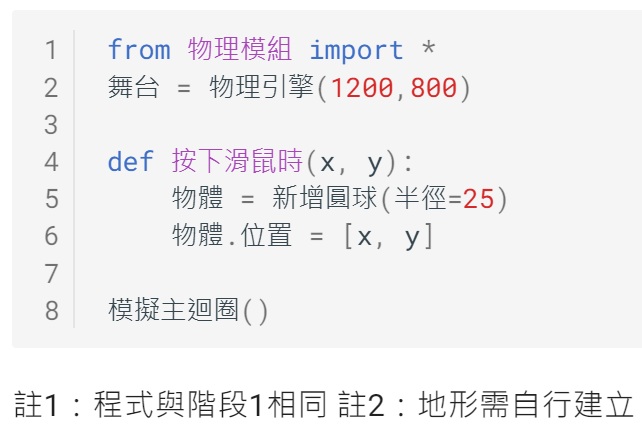 1 from 物理模組 import *
2 舞台 = 物理引擎(1200,800)
3
4 def 按下滑鼠時(x, y):
5     物體 = 新增圓球(半徑=25)
6     物體.位置 = [x, y]
7
8 模擬主迴圈()
註1：程式與階段1相同 註2：地形需自行建立